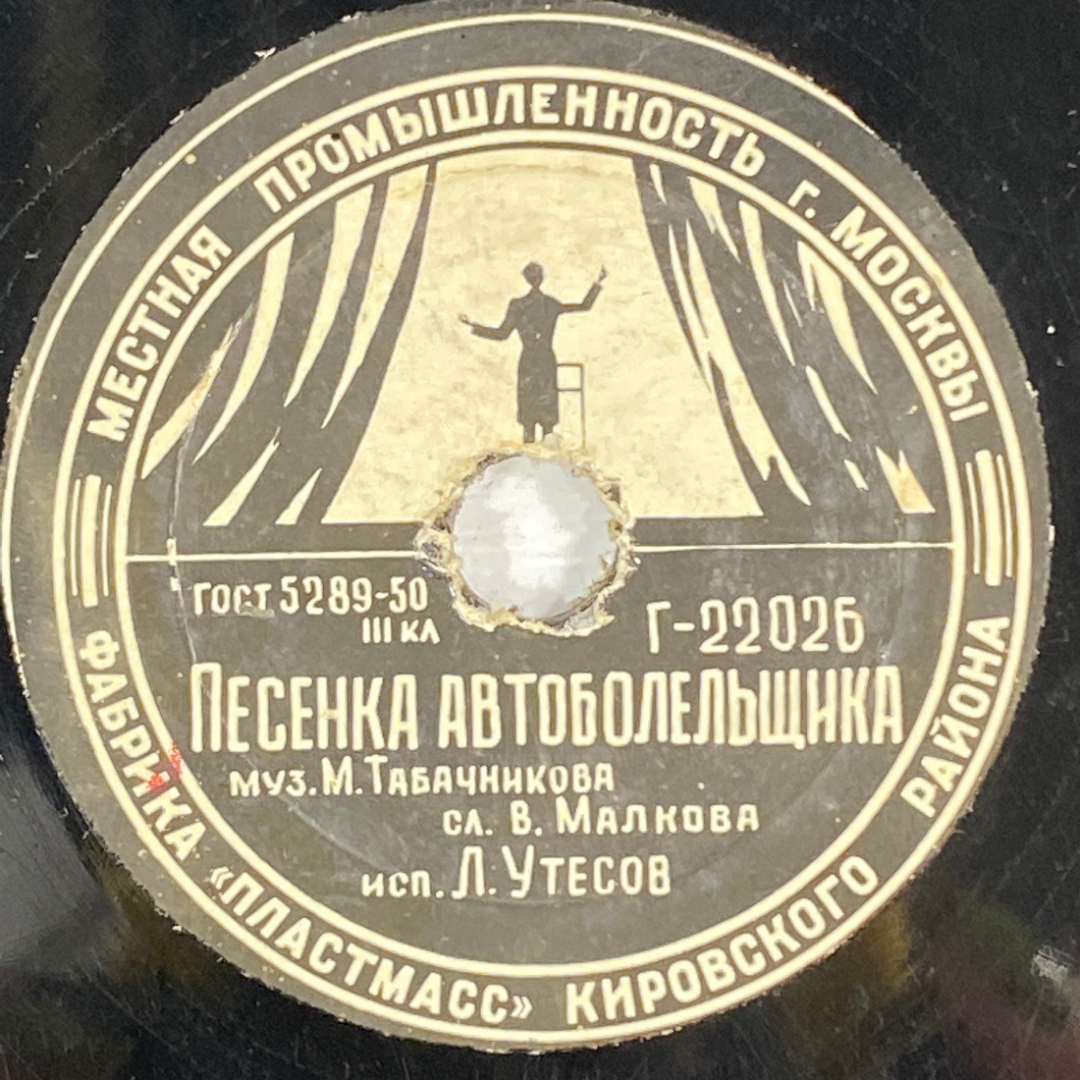 МЕСТНАЯ ПРОМЫШЛЕННОСТЬ г. МОСКВЫ
ГОСТ 5289-50
III КЛ
Г-22026
ПЕСЕНКА АВТОБОЛЕЛЬЩИКА
муз. М. ТАБАЧНИКОВА
сл. В. МАЛКОВА
исп. Л. УТЕСОВ
ФАБРИКА «ПЛАСТМАСС» КИРОВСКОГО РАЙОНА